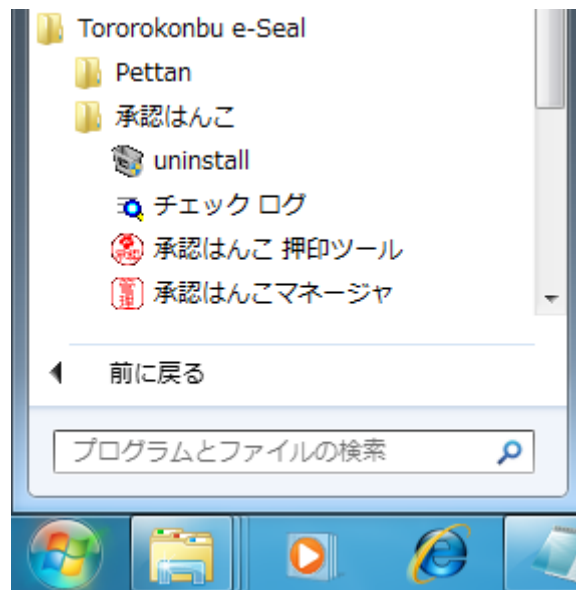 Tororokonbu e-Seal
Pettan
承認はんこ
uninstall
チェック ログ
承認はんこ 押印ツール
承認はんこマネージャ
前に戻る
プログラムとファイルの検索